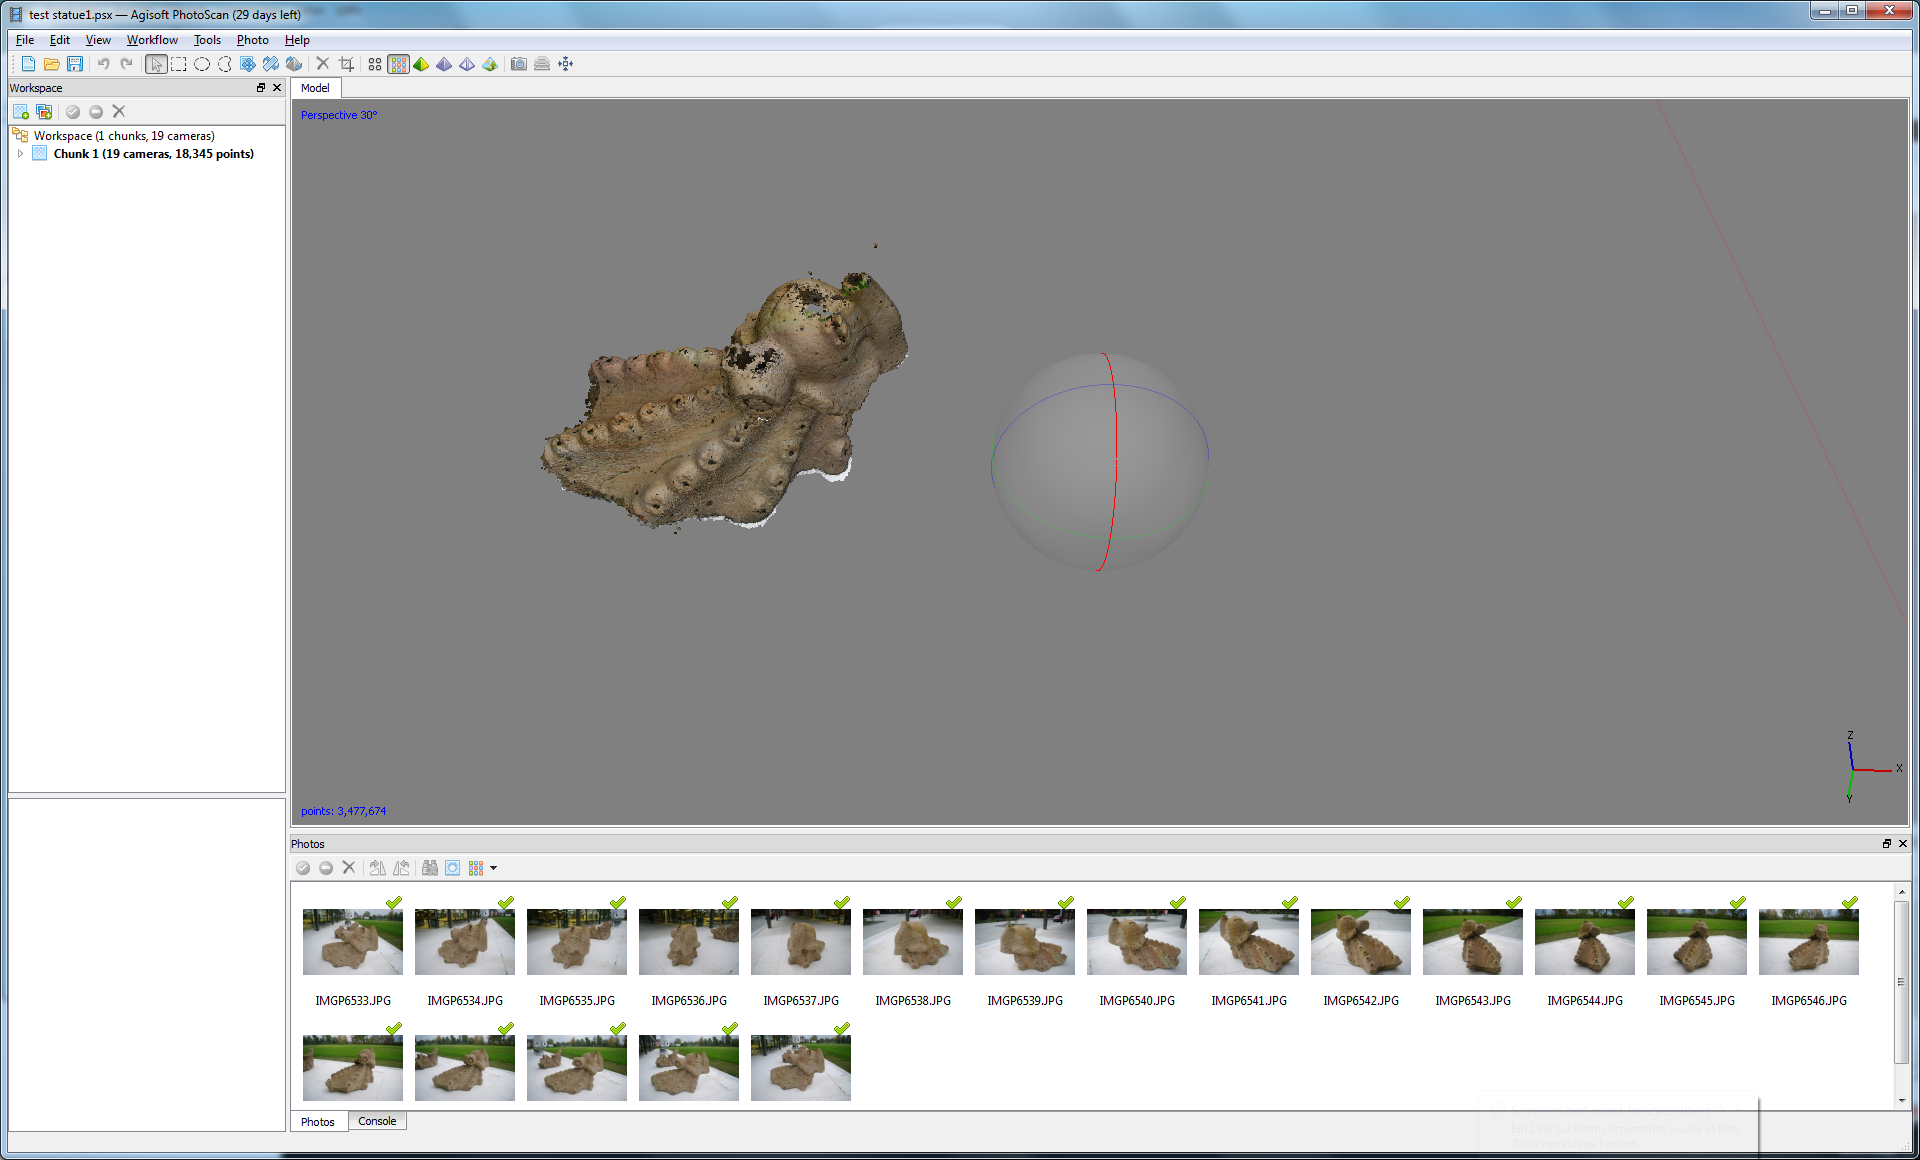 test statue1.psx — Agisoft PhotoScan (29 days left)
File Edit View Workflow Tools Photo Help
Workspace
Model
Perspective 30°
Workspace (1 chunks, 19 cameras)
Chunk 1 (19 cameras, 18,345 points)
Z
X
Y
points: 3,477,674
Photos
IMGP6533.JPG IMGP6534.JPG IMGP6535.JPG IMGP6536.JPG IMGP6537.JPG IMGP6538.JPG IMGP6539.JPG IMGP6540.JPG IMGP6541.JPG IMGP6542.JPG IMGP6543.JPG IMGP6544.JPG IMGP6545.JPG IMGP6546.JPG
Photos Console